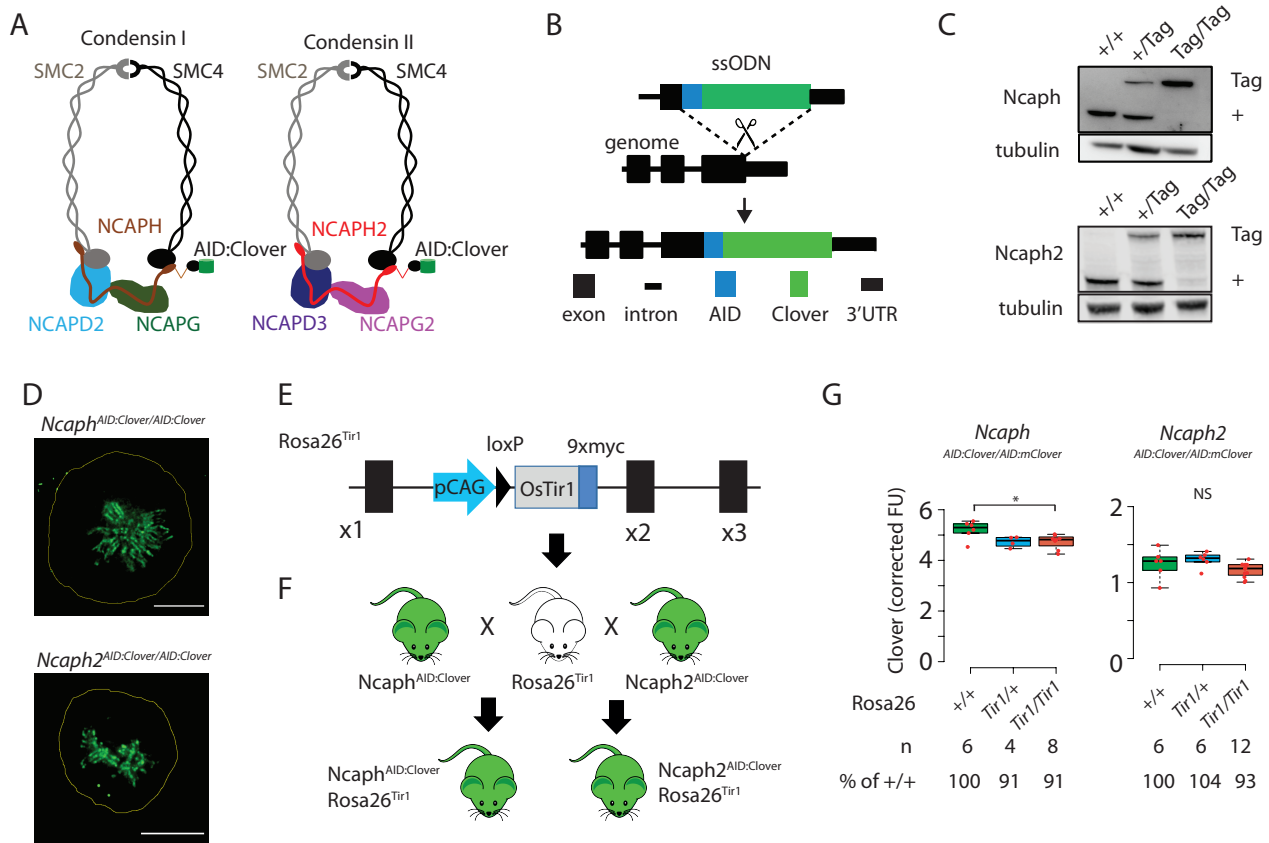 A
Condensin I
SMC2
SMC4
NCAPH
AID:Clover
NCAPD2
NCAPG
Condensin II
SMC2
SMC4
NCAPH2
AID:Clover
NCAPD3
NCAPG2
B
ssODN
genome
exon intron AID Clover 3'UTR
C
+/+ +/Tag Tag/Tag
Ncaph
Tag
+
tubulin
+/+ +/Tag Tag/Tag
Ncaph2
Tag
+
tubulin
D
Ncaph AID:Clover/AID:Clover
Ncaph2 AID:Clover/AID:Clover
E
Rosa26 Tir1
loxP
9xmyc
pCAG
OsTir1
x1 x2 x3
F
X X
Ncaph AID:Clover
Rosa26 Tir1
Ncaph2 AID:Clover
Ncaph AID:Clover
Rosa26 Tir1
Ncaph2 AID:Clover
Rosa26 Tir1
G
Ncaph
AID:Clover/AID:mClover
Ncaph2
AID:Clover/AID:mClover
Clover (corrected FU)
6
4
2
0
*
2
1
0
NS
Rosa26 +/+ Tir1/+ Tir1/Tir1 +/+ Tir1/+ Tir1/Tir1
n 6 4 8 6 6 12
% of +/+ 100 91 91 100 104 93